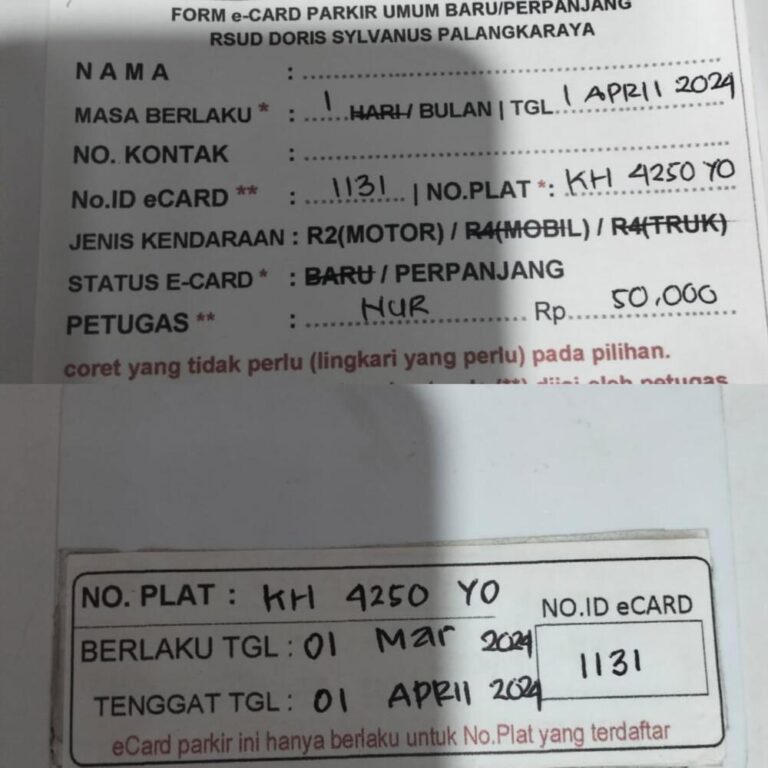 FORM e-CARD PARKIR UMUM BARU/PERPANJANG
RSUD DORIS SYLVANUS PALANGKARAYA
NAMA :
MASA BERLAKU * : 1 HARI / BULAN | TGL. 1 APRIl 2024
NO. KONTAK :
No.ID eCARD ** : 1131 | NO.PLAT *: KH 4250 YO
JENIS KENDARAAN : R2(MOTOR) / R4(MOBIL) / R4(TRUK)
STATUS E-CARD * : BARU / PERPANJANG
PETUGAS ** : NUR Rp. 50.000
coret yang tidak perlu (lingkari yang perlu) pada pilihan.
(**) diisi oleh petugas
NO. PLAT : KH 4250 YO
NO.ID eCARD
BERLAKU TGL : 01 Mar 2024
1131
TENGGAT TGL : 01 APRIl 2024
eCard parkir ini hanya berlaku untuk No.Plat yang terdaftar